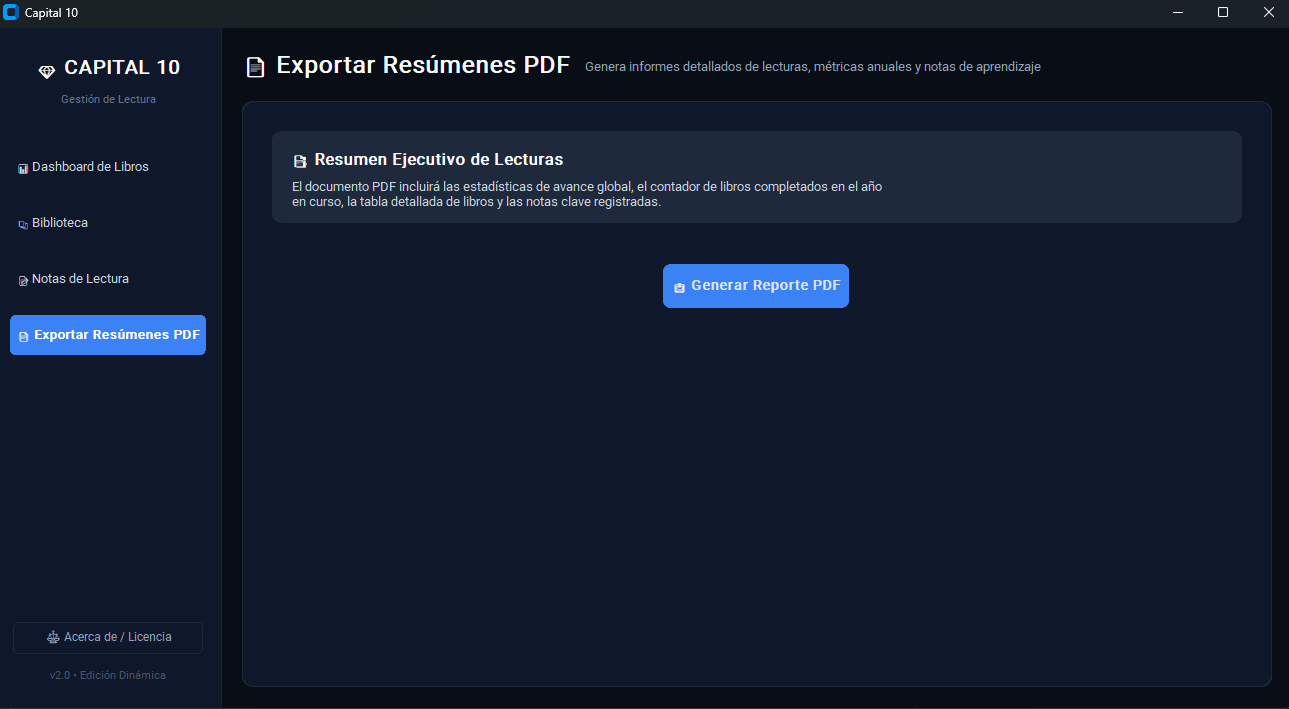 Capital 10
CAPITAL 10
Gestión de Lectura
Dashboard de Libros
Biblioteca
Notas de Lectura
Exportar Resúmenes PDF
Acerca de / Licencia
v2.0 • Edición Dinámica
Exportar Resúmenes PDF
Genera informes detallados de lecturas, métricas anuales y notas de aprendizaje
Resumen Ejecutivo de Lecturas
El documento PDF incluirá las estadísticas de avance global, el contador de libros completados en el año
en curso, la tabla detallada de libros y las notas clave registradas.
Generar Reporte PDF